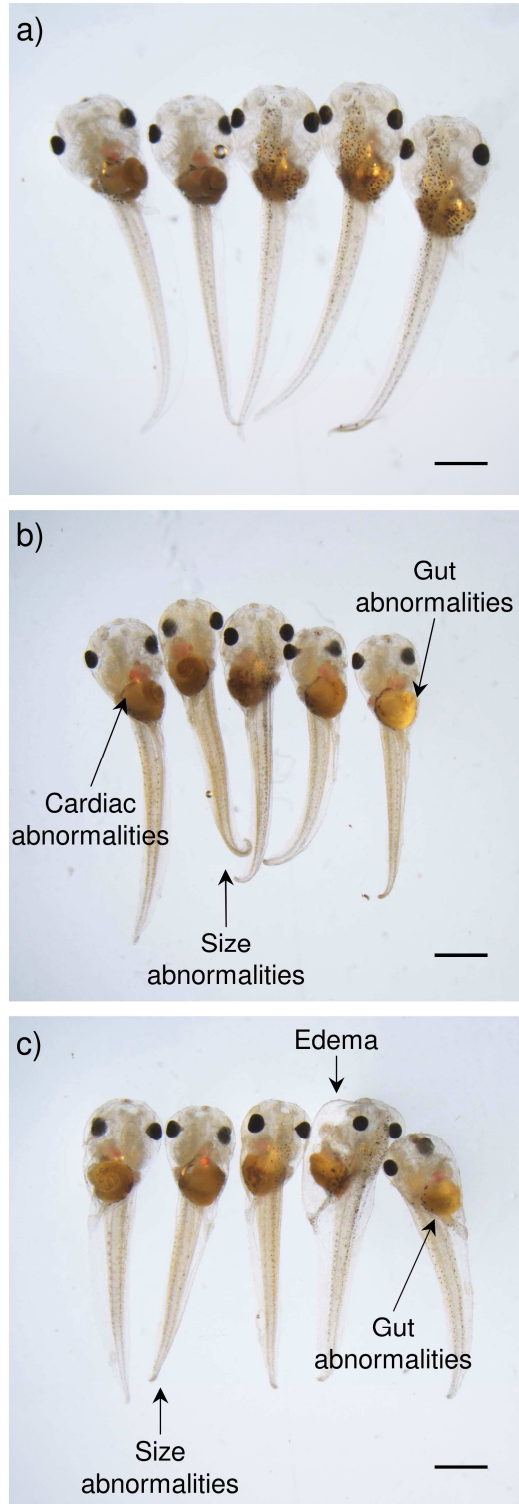 a)
b)
Gut
abnormalities
Cardiac
abnormalities
Size
abnormalities
c)
Edema
Gut
abnormalities
Size
abnormalities